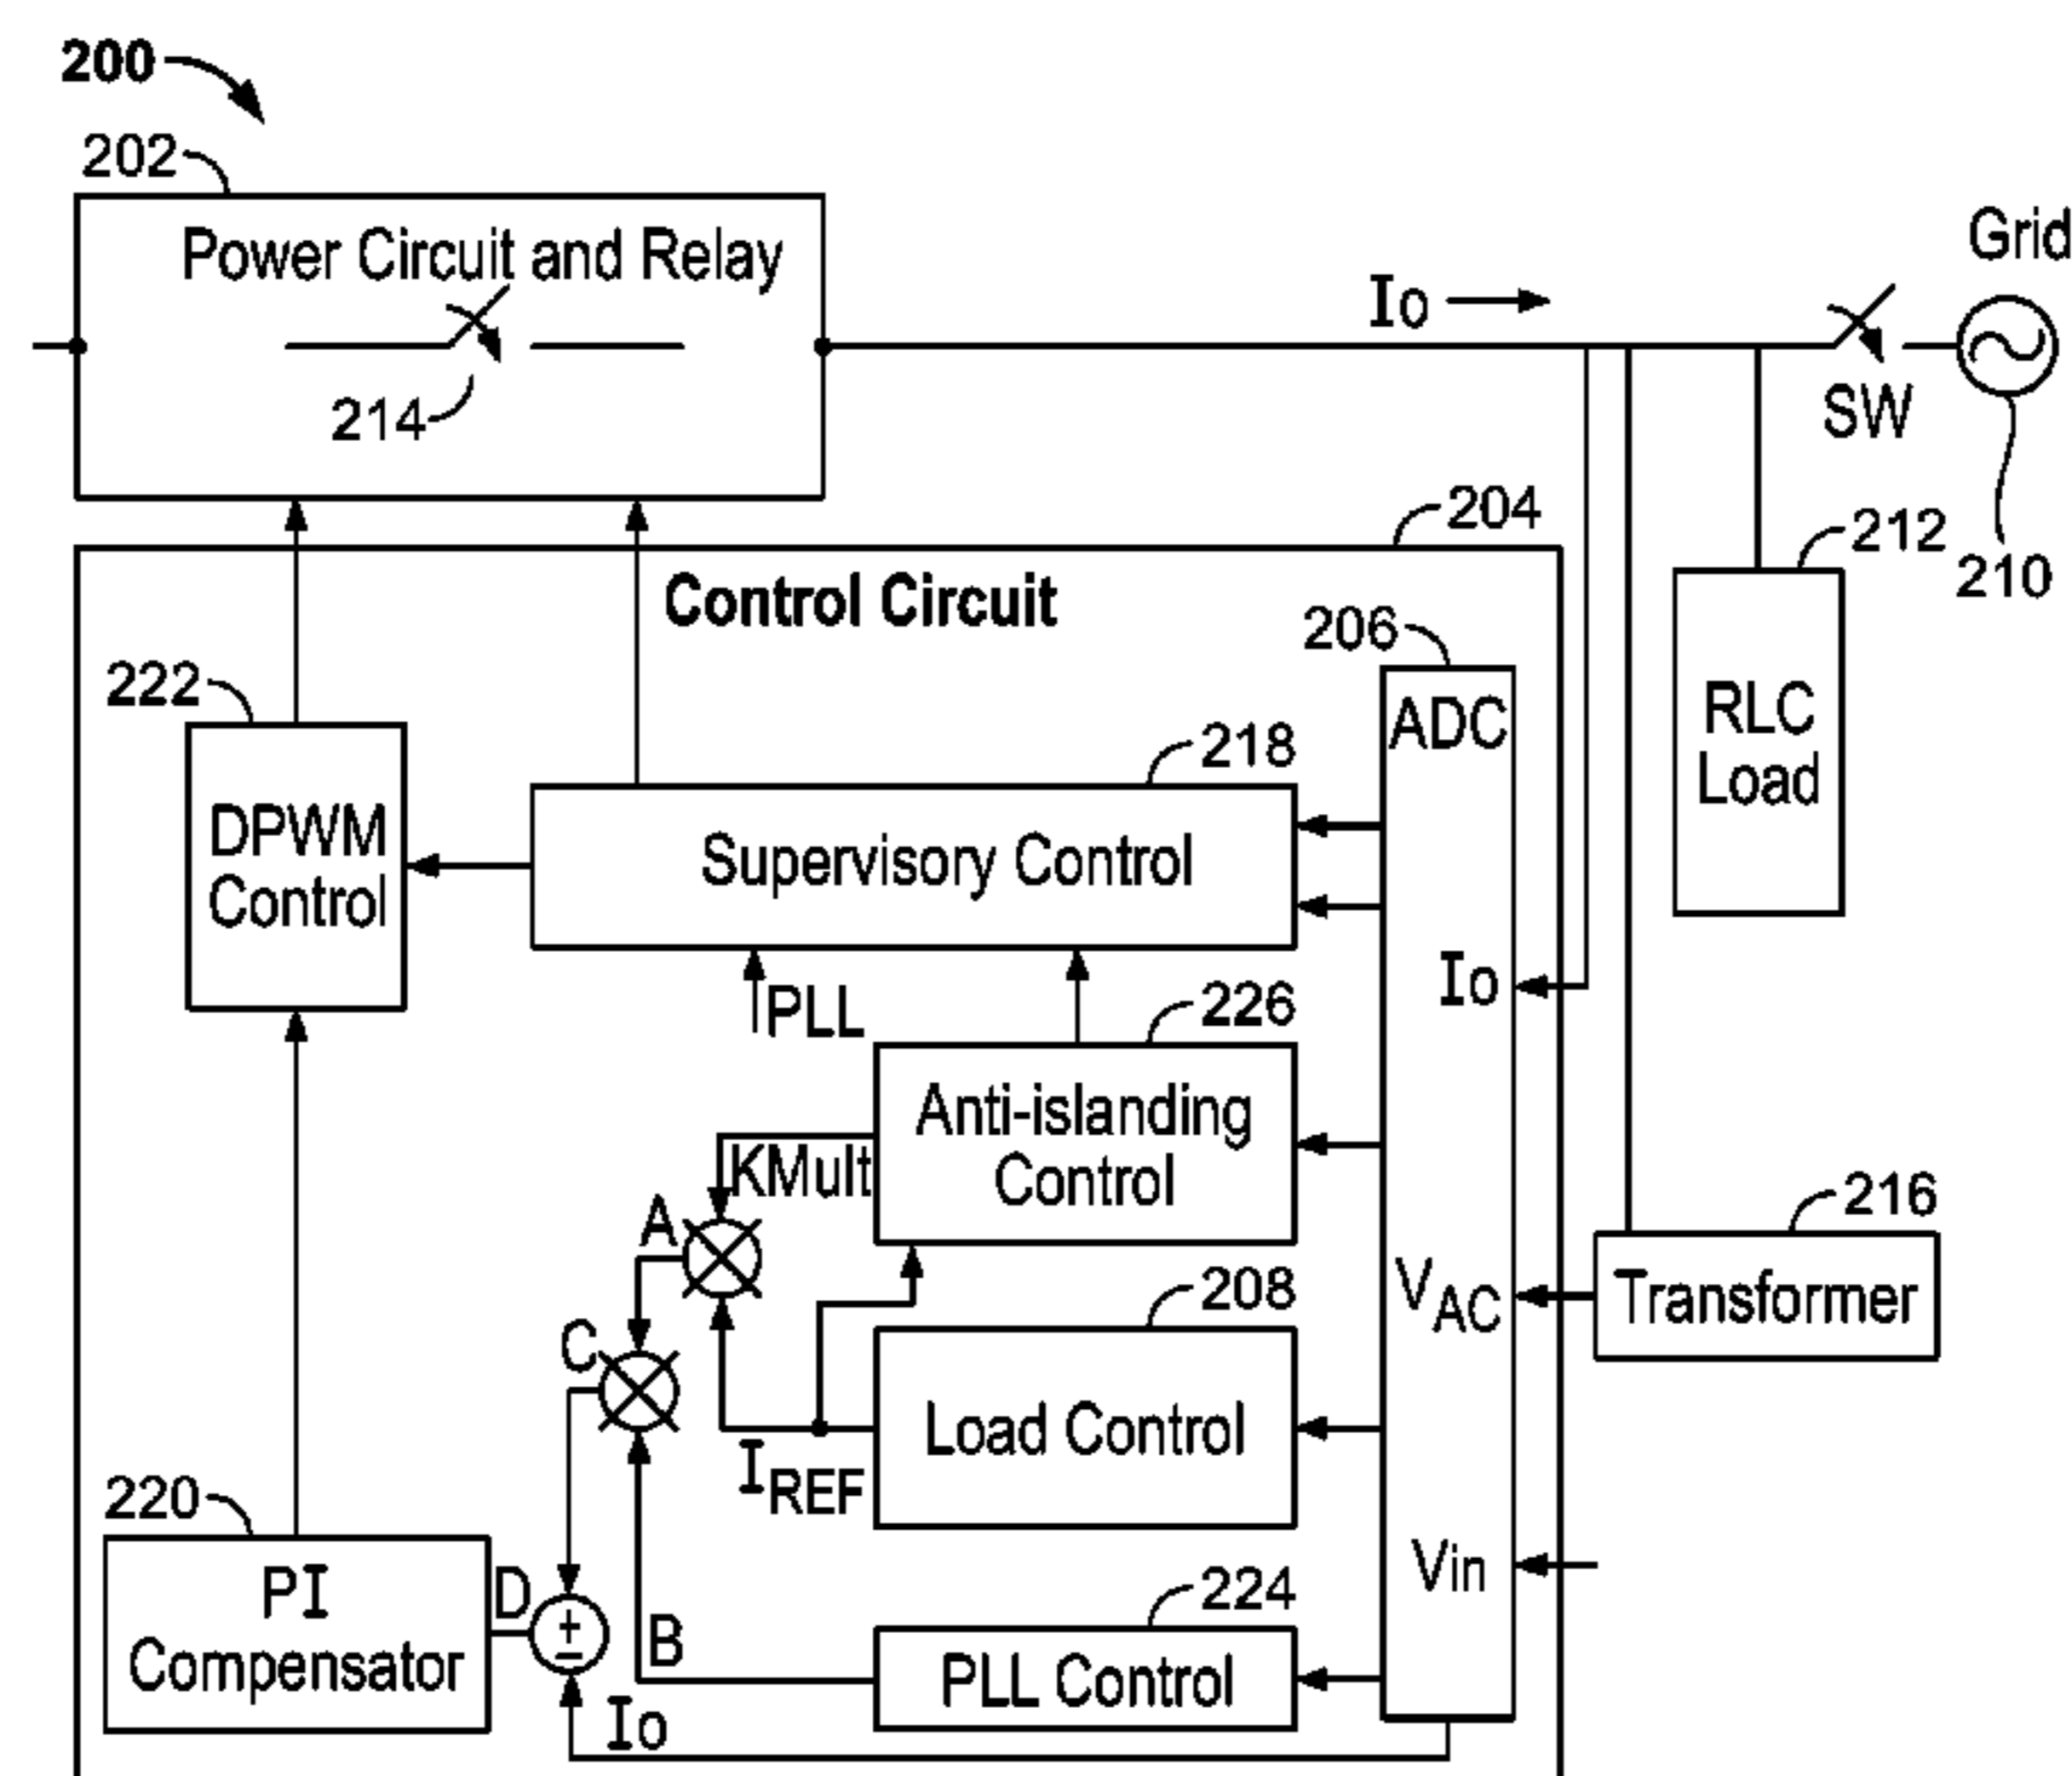 200
202
Power Circuit and Relay
214
Io
Grid
SW
210
204
212
RLC
Load
Control Circuit
206
ADC
222
DPWM
Control
218
Supervisory Control
Io
PLL
226
Anti-islanding
Control
KMult
A
216
Transformer
VAC
208
Load Control
C
IREF
220
PI
Compensator
D
Vin
224
PLL Control
B
Io
+
−